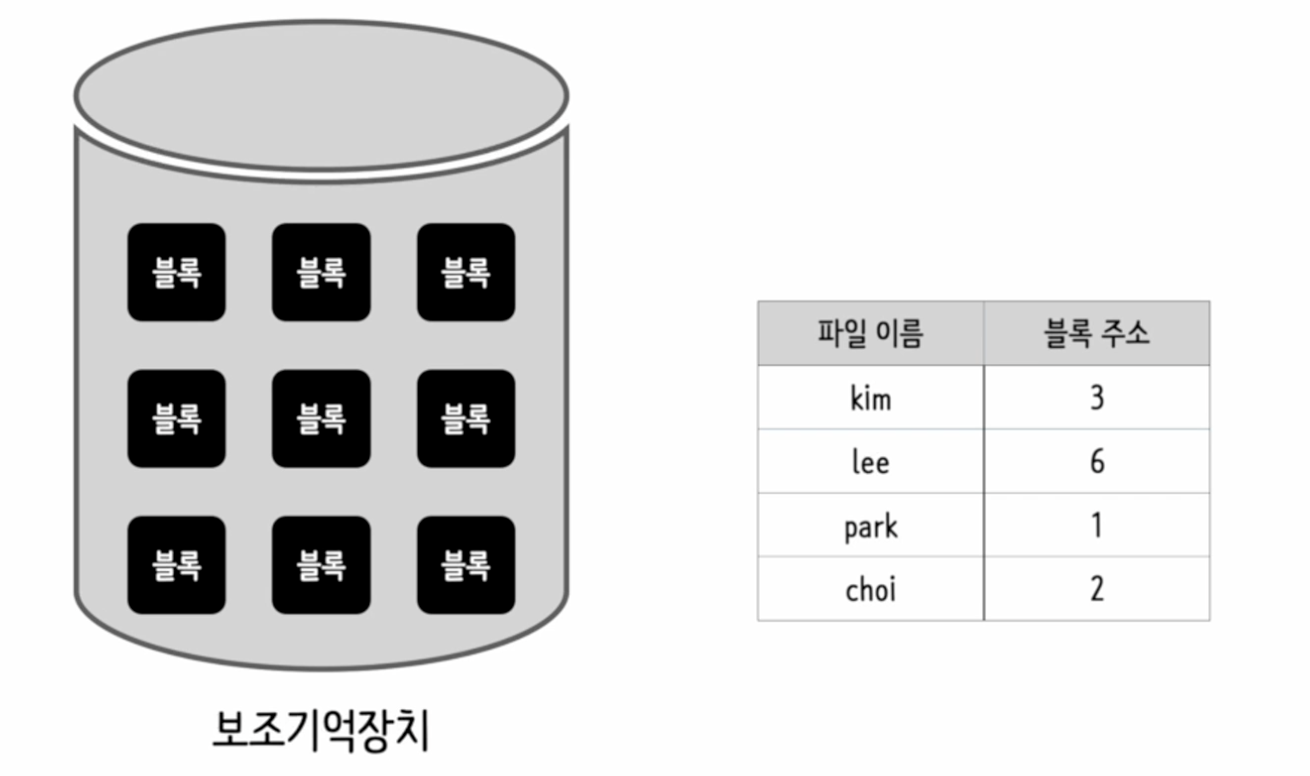 블록 블록 블록
블록 블록 블록
블록 블록 블록
보조기억장치
파일 이름 블록 주소
kim 3
lee 6
park 1
choi 2